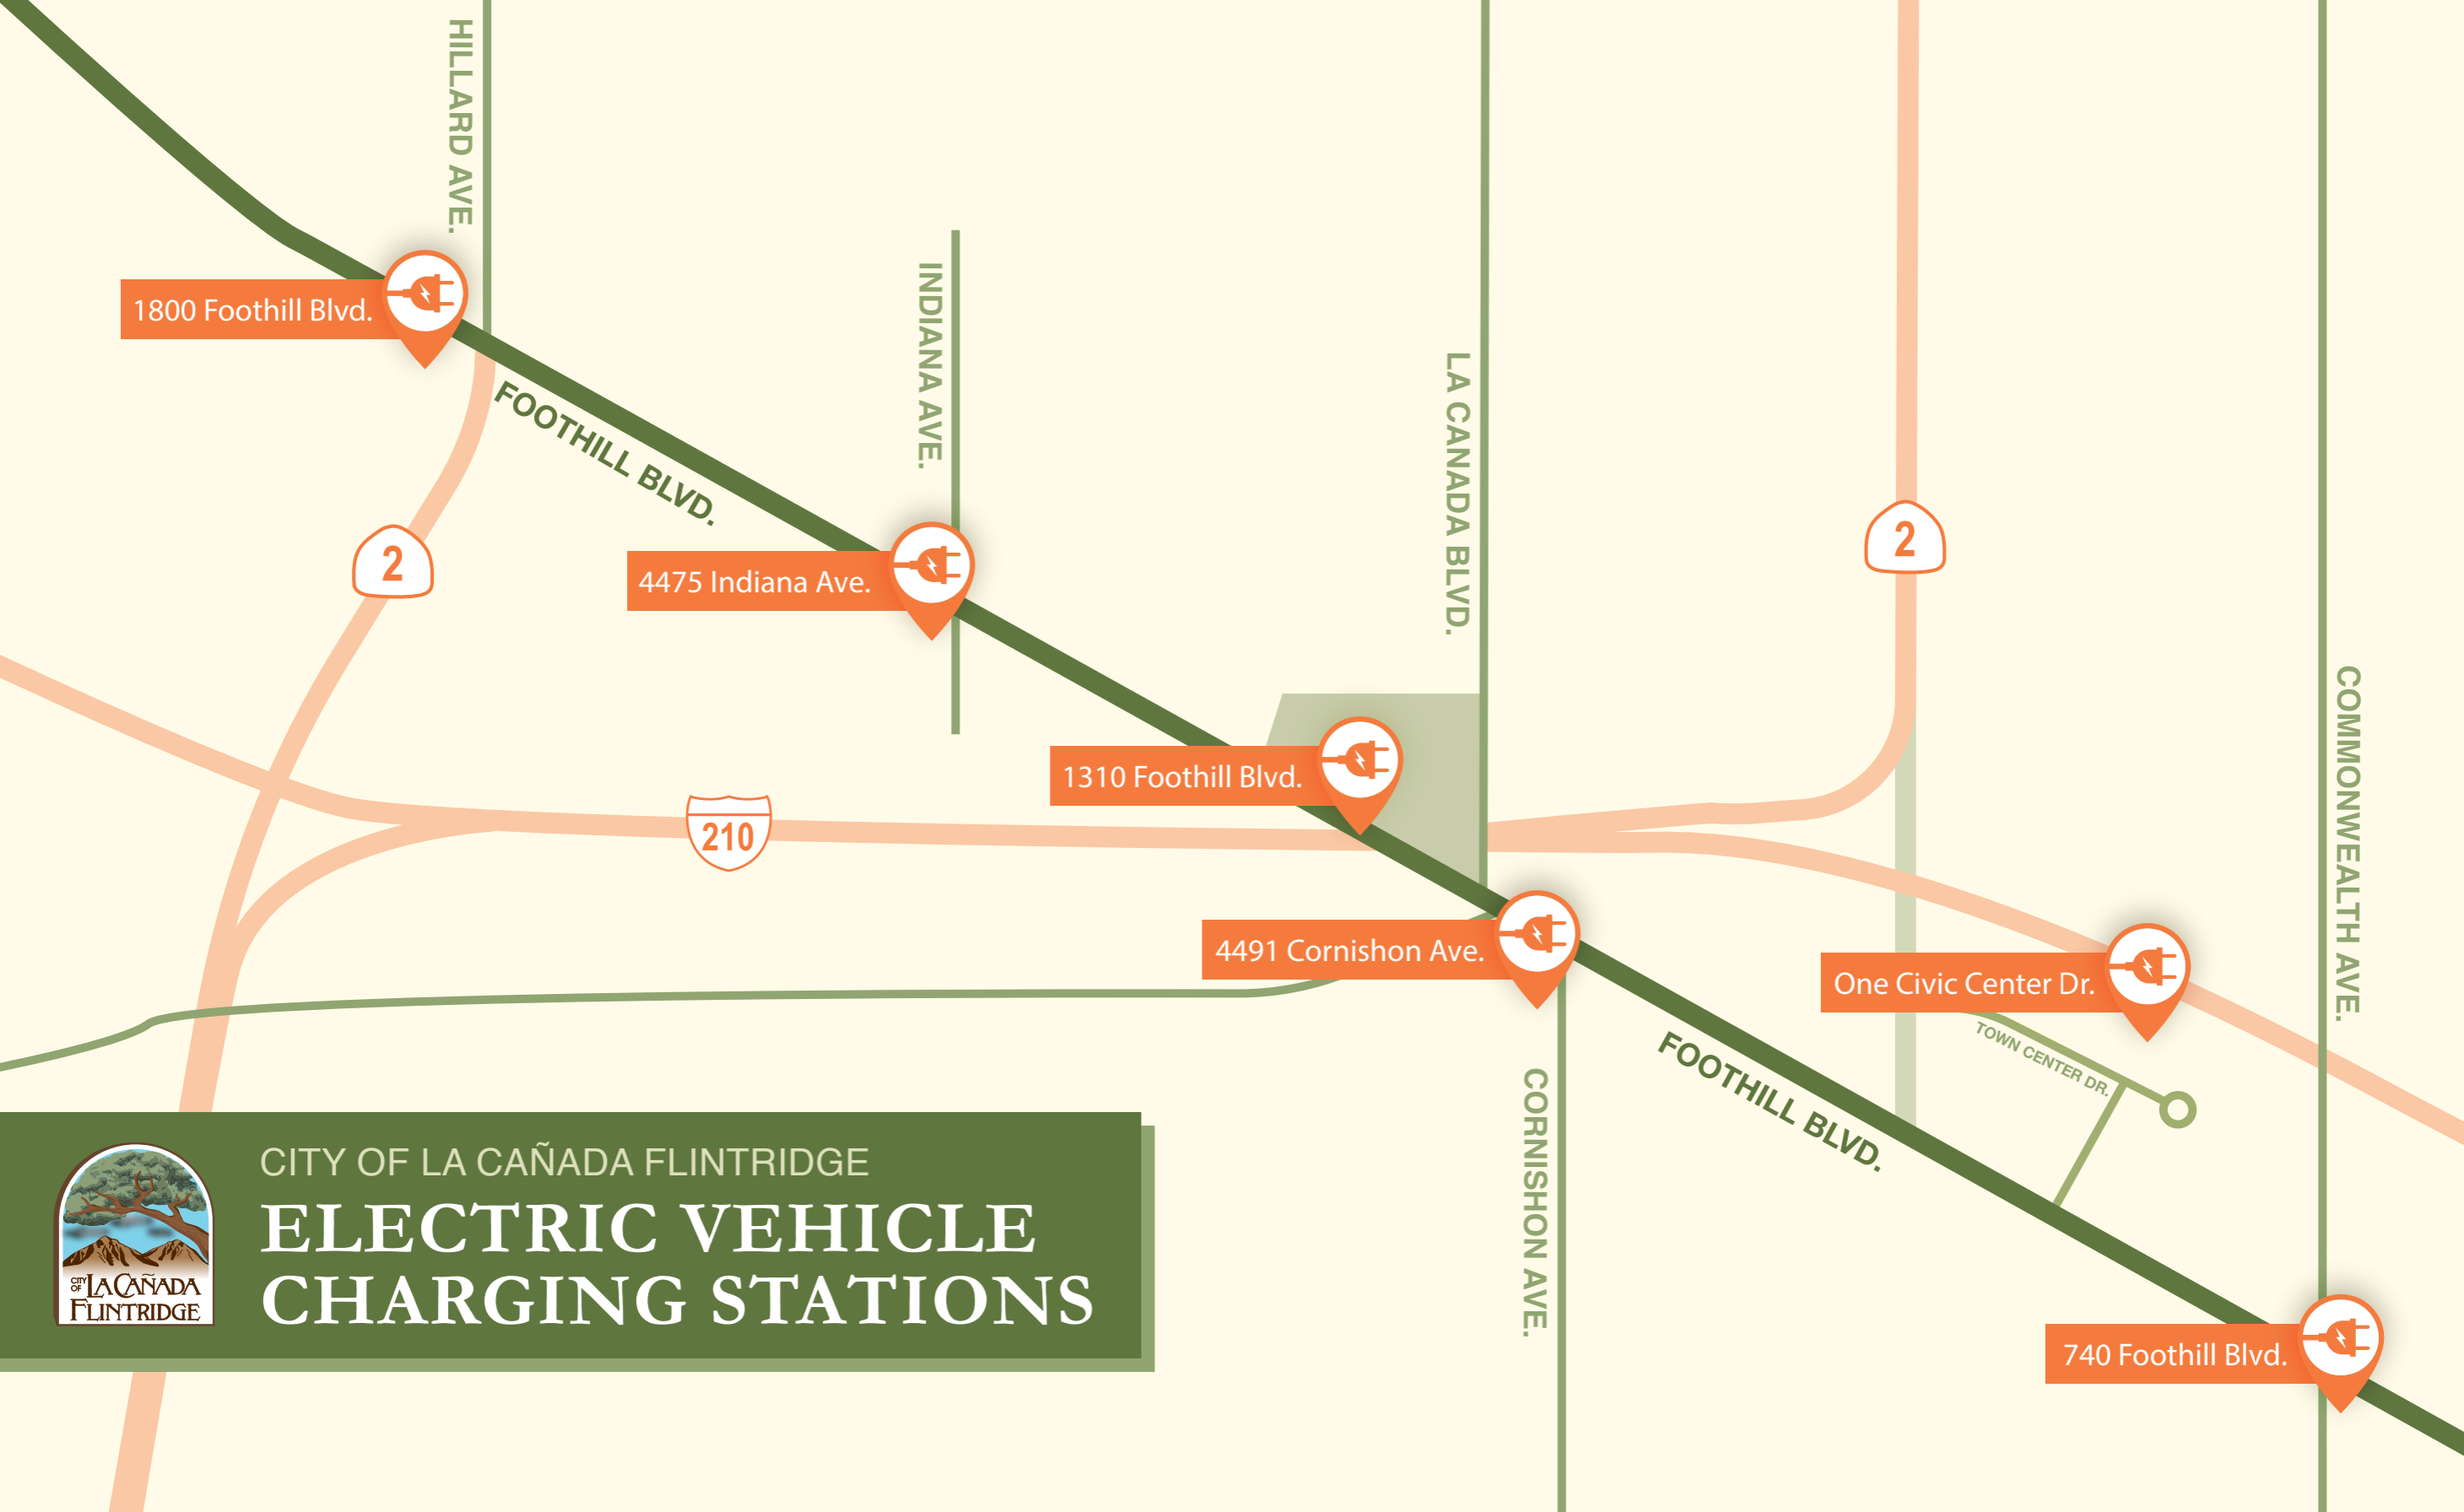 HILLARD AVE.
1800 Foothill Blvd.
INDIANA AVE.
FOOTHILL BLVD.
LA CANADA BLVD.
2
2
4475 Indiana Ave.
COMMONWEALTH AVE.
1310 Foothill Blvd.
210
4491 Cornishon Ave.
One Civic Center Dr.
TOWN CENTER DR.
FOOTHILL BLVD.
CORNISHON AVE.
CITY OF LA CAÑADA FLINTRIDGE
ELECTRIC VEHICLE
CHARGING STATIONS
CITY OF LA CAÑADA
FLINTRIDGE
740 Foothill Blvd.